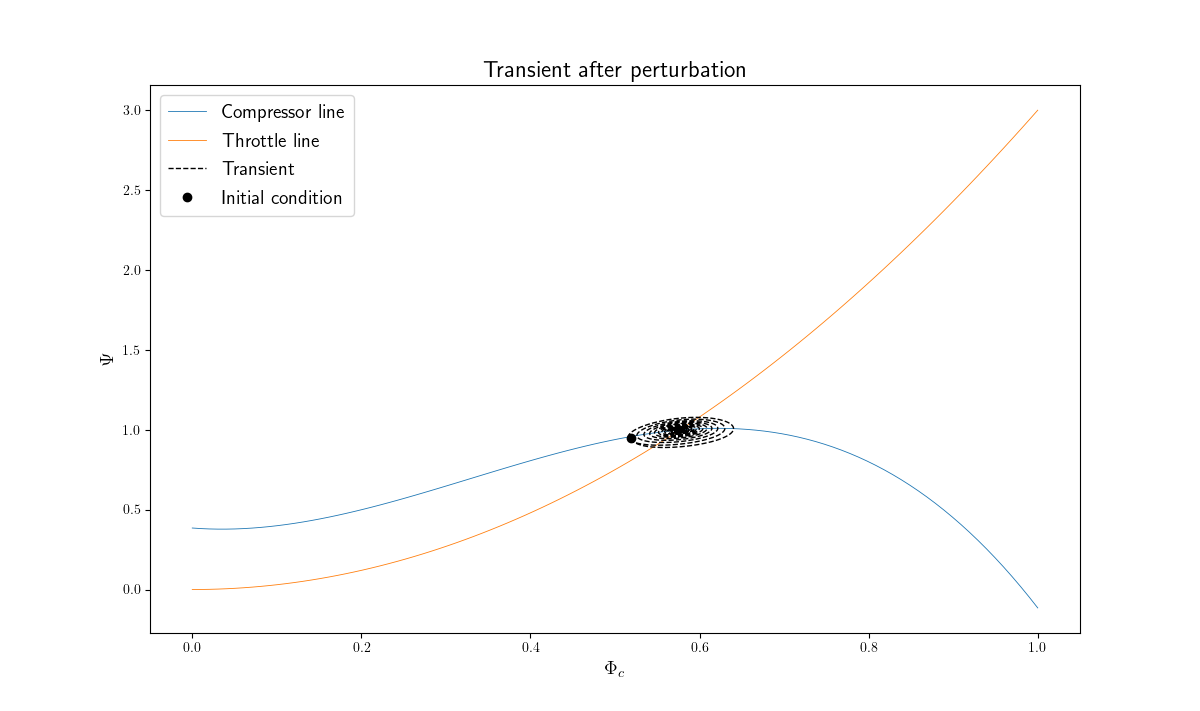 Transient after perturbation
Compressor line
Throttle line
Transient
Initial condition
3.0
2.5
2.0
1.5
1.0
0.5
0.0
Ψ
0.0 0.2 0.4 0.6 0.8 1.0
Φc